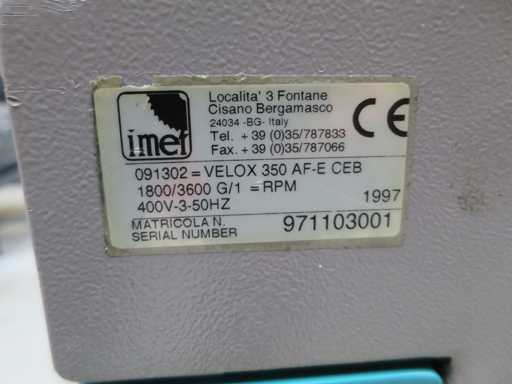 Localita' 3 Fontane
Cisano Bergamasco
24034 -BG- Italy
Tel. +39 (0)35/787833
Fax. +39 (0)35/787066
imef
CE
091302 = VELOX 350 AF-E CEB
1800/3600 G/1 = RPM
400V-3-50HZ
1997
MATRICOLA N.
SERIAL NUMBER
971103001